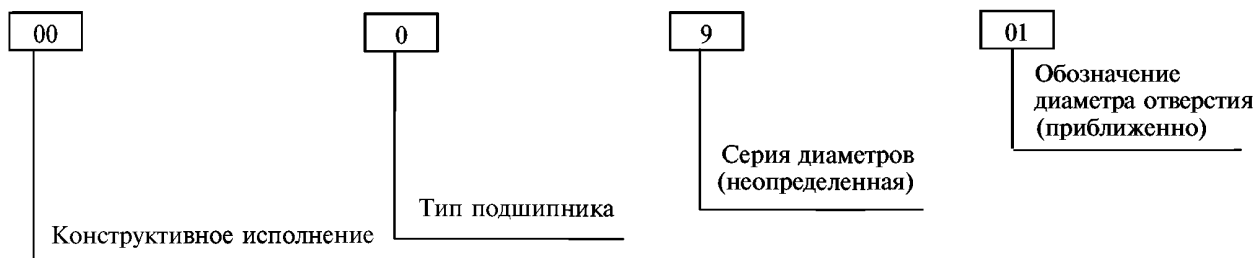 00
0
9
01
Обозначение
диаметра отверстия
(приближенно)
Серия диаметров
(неопределенная)
Тип подшипника
Конструктивное исполнение